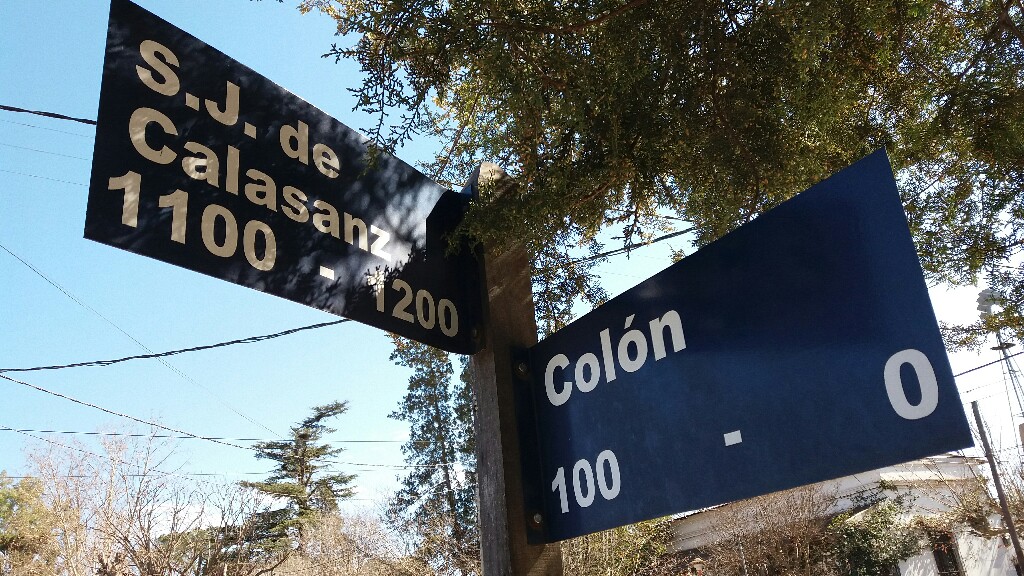 S.J. de
Calasanz
1100 - 1200
Colón
100 - 0